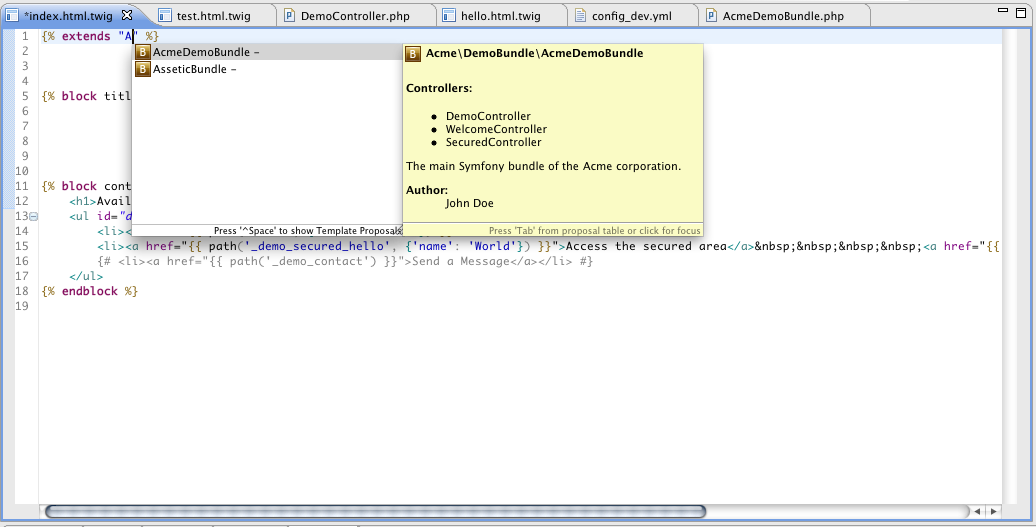 *index.html.twig
test.html.twig
DemoController.php
hello.html.twig
config_dev.yml
AcmeDemoBundle.php
1 {% extends "A" %}
2
3
4
5 {% block titl
6
7
8
9
10
11 {% block cont
12 <h1>Avail
13 <ul id="d
14 <li><
15 <li><a href="{{ path('_demo_secured_hello', {'name': 'World'}) }}">Access the secured area</a>&nbsp;&nbsp;&nbsp;&nbsp;<a href="{{
16 {# <li><a href="{{ path('_demo_contact') }}">Send a Message</a></li> #}
17 </ul>
18 {% endblock %}
19
B AcmeDemoBundle –
B AsseticBundle –
Press '^Space' to show Template Proposals
B Acme\DemoBundle\AcmeDemoBundle
Controllers:
• DemoController
• WelcomeController
• SecuredController
The main Symfony bundle of the Acme corporation.
Author:
John Doe
Press 'Tab' from proposal table or click for focus